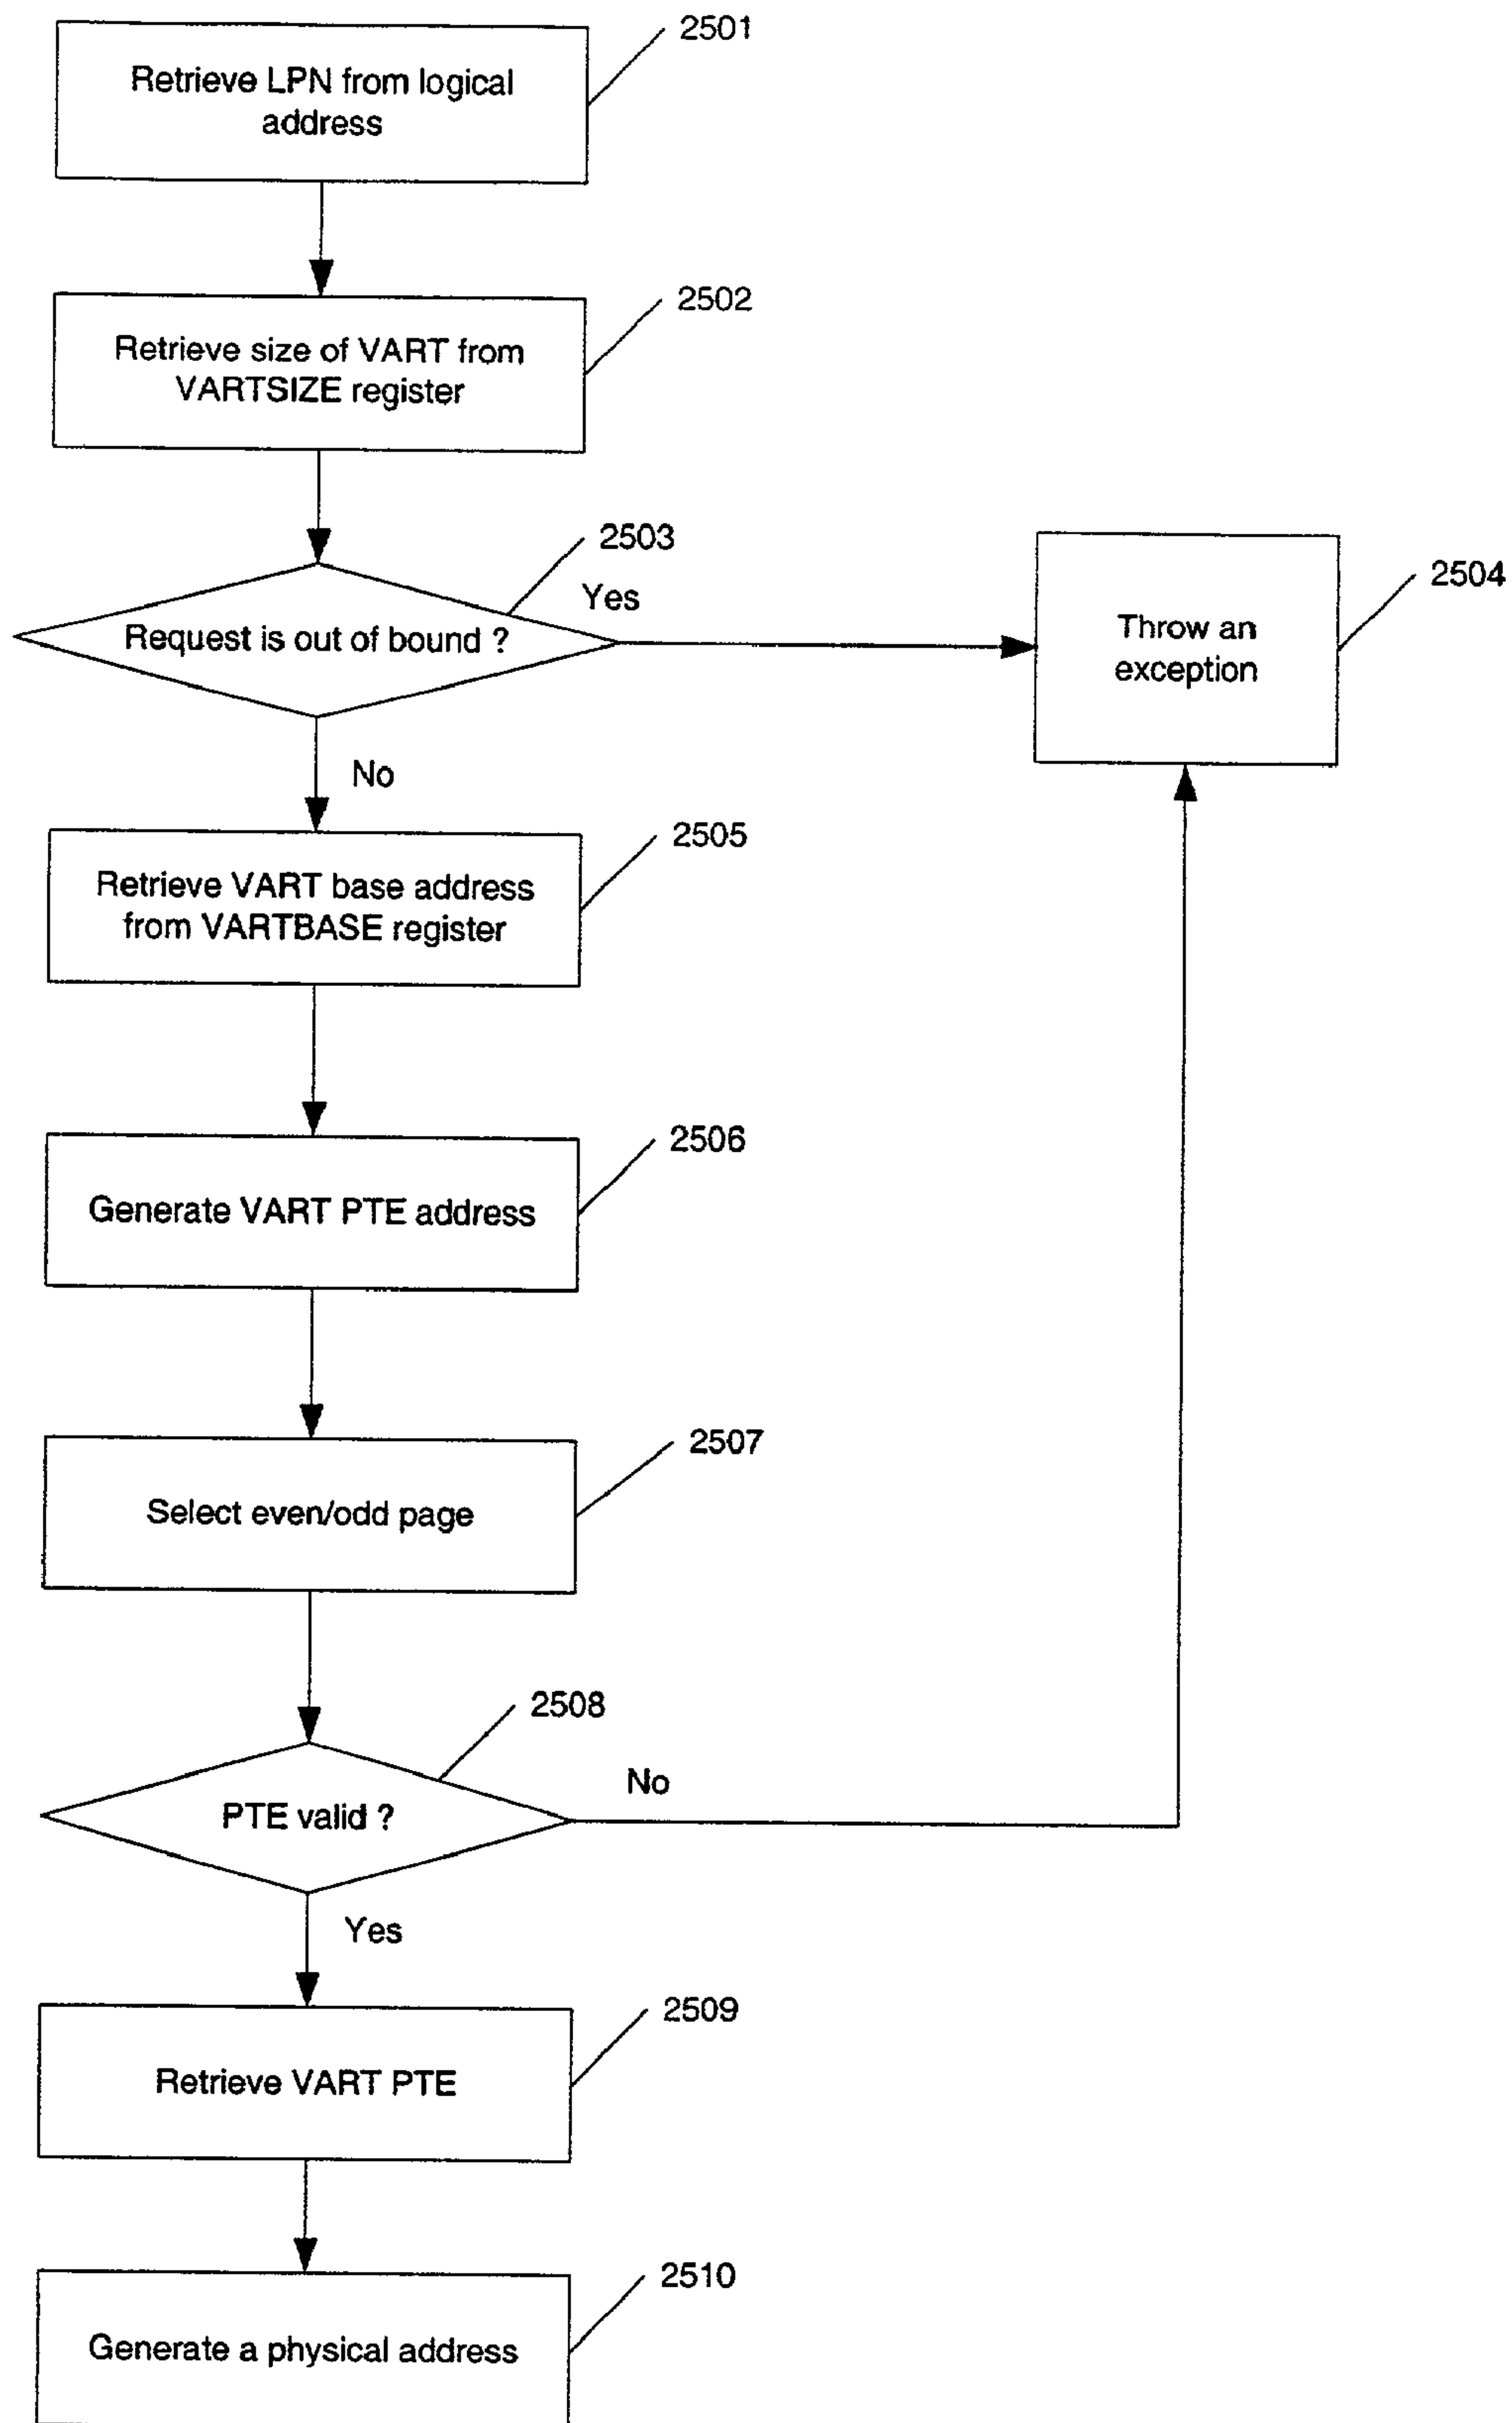 2501
Retrieve LPN from logical
address
2502
Retrieve size of VART from
VARTSIZE register
2503
Yes
Request is out of bound ?
2504
Throw an
exception
No
2505
Retrieve VART base address
from VARTBASE register
2506
Generate VART PTE address
2507
Select even/odd page
2508
No
PTE valid ?
Yes
2509
Retrieve VART PTE
2510
Generate a physical address